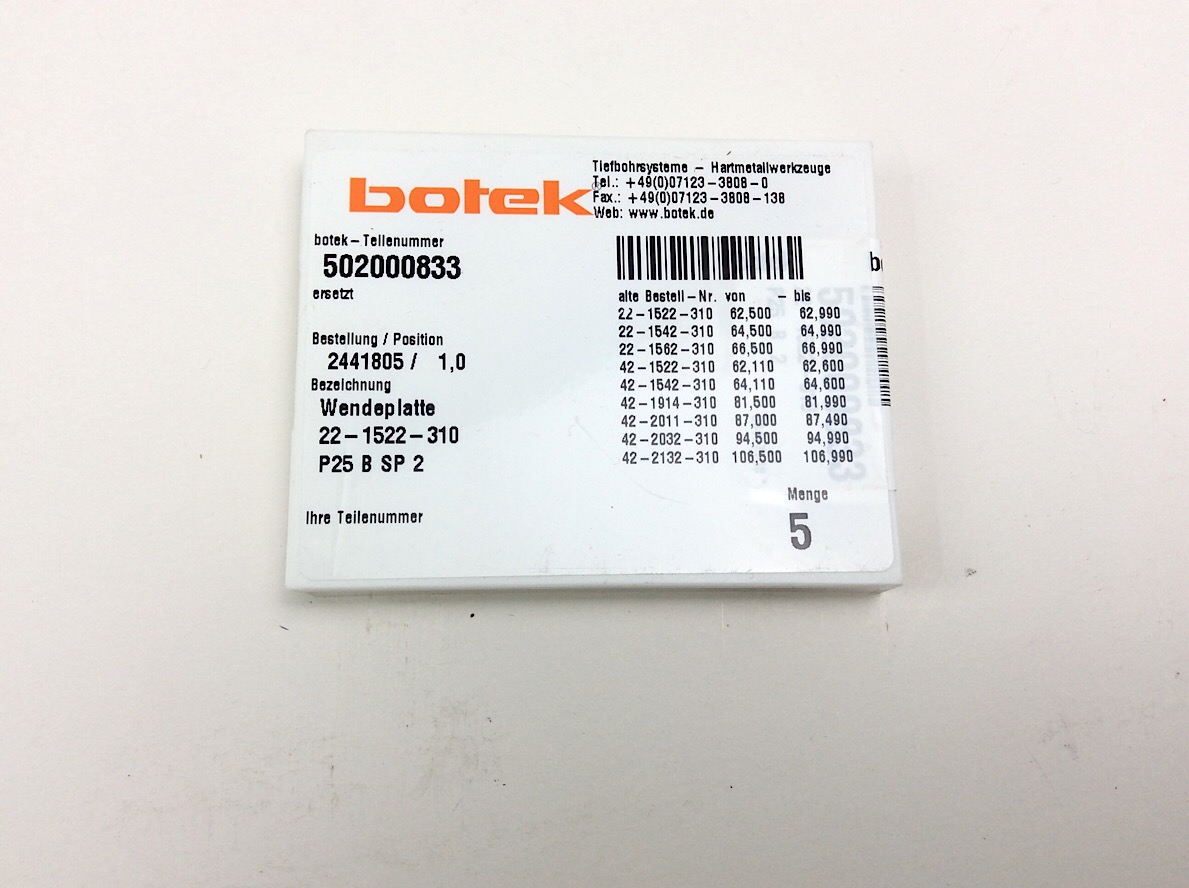 botek®
Tiefbohrsysteme – Hartmetallwerkzeuge
Tel.: +49(0)07123–3808–0
Fax.: +49(0)07123–3808–138
Web: www.botek.de
botek–Teilenummer
502000833
ersetzt
Bestellung / Position
2441805 / 1,0
Bezeichnung
Wendeplatte
22–1522–310
P25 B SP 2
Ihre Teilenummer
alte Bestell–Nr. von – bis
22–1522–310 62,500 62,990
22–1542–310 64,500 64,990
22–1562–310 66,500 66,990
42–1522–310 62,110 62,600
42–1542–310 64,110 64,600
42–1914–310 81,500 81,990
42–2011–310 87,000 87,490
42–2032–310 94,500 94,990
42–2132–310 106,500 106,990
Menge
5